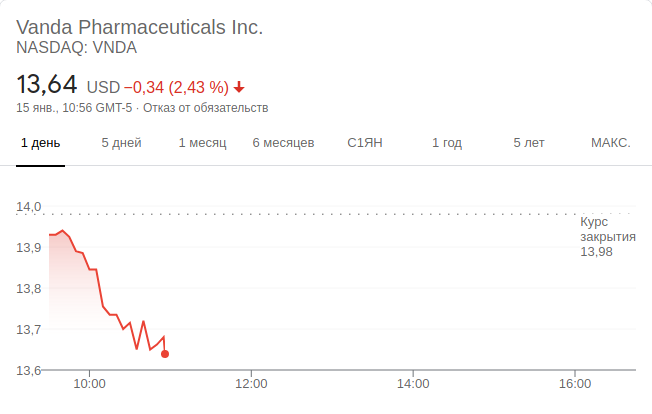 Vanda Pharmaceuticals Inc.
NASDAQ: VNDA
13,64 USD −0,34 (2,43 %)
15 янв., 10:56 GMT-5 · Отказ от обязательств
1 день 5 дней 1 месяц 6 месяцев С1ЯН 1 год 5 лет МАКС.
14,0
Курс
закрытия
13,98
13,9
13,8
13,7
13,6
10:00 12:00 14:00 16:00